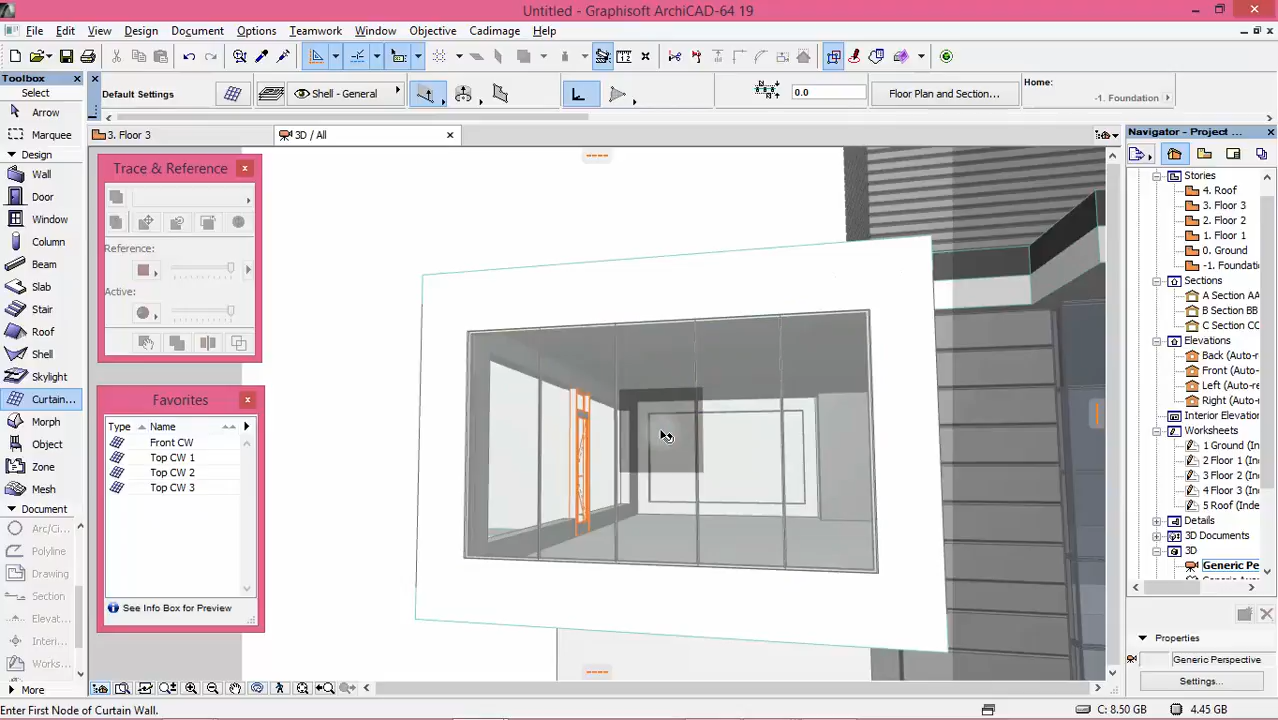 Untitled - Graphisoft ArchiCAD-64 19
File Edit View Design Document Options Teamwork Window Objective Cadimage Help
Toolbox
Select
Arrow
Marquee
Design
Wall
Door
Window
Column
Beam
Slab
Stair
Roof
Shell
Skylight
Curtain...
Morph
Object
Zone
Mesh
Document
Arc/Ci...
Polyline
Drawing
Section
Elevat...
Interi...
Works...
More
Default Settings
Shell - General
0.0
Floor Plan and Section...
Home:
-1. Foundation
3. Floor 3
3D / All
Trace & Reference
Reference:
Active:
Favorites
Type Name
Front CW
Top CW 1
Top CW 2
Top CW 3
See Info Box for Preview
Navigator - Project ...
Stories
4. Roof
3. Floor 3
2. Floor 2
1. Floor 1
0. Ground
-1. Foundatio
Sections
A Section AA
B Section BB
C Section CC
Elevations
Back (Auto-r
Front (Auto-
Left (Auto-re
Right (Auto-
Interior Elevation
Worksheets
1 Ground (In
2 Floor 1 (Ind
3 Floor 2 (Ind
4 Floor 3 (Ind
5 Roof (Inde
Details
3D Documents
3D
Generic Pe
Properties
Generic Perspective
Settings...
Enter First Node of Curtain Wall.
C: 8.50 GB
4.45 GB